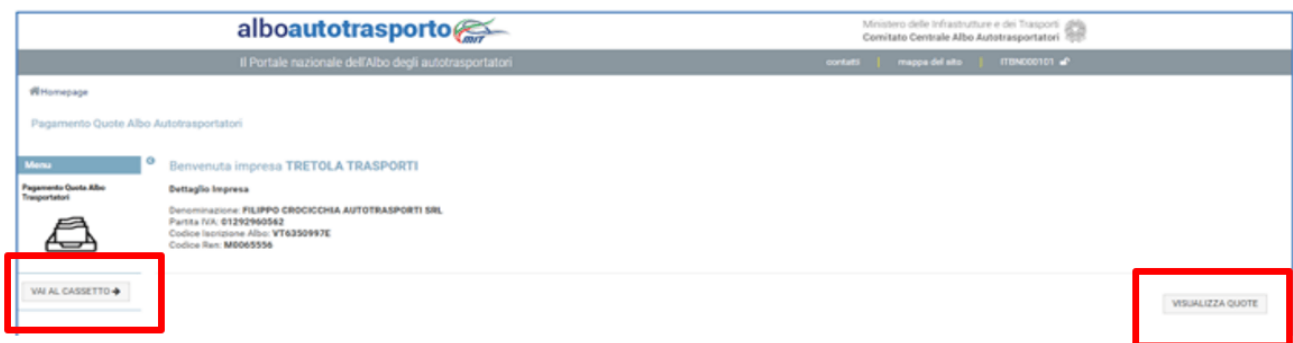 alboautotrasporto MIT
Ministero delle Infrastrutture e dei Trasporti
Comitato Centrale Albo Autotrasportatori
Il Portale nazionale dell'Albo degli autotrasportatori
contatti | mappa del sito | ITBN000101
Homepage
Pagamento Quote Albo Autotrasportatori
Menu
Pagamento Quota Albo
Trasportatori
VAI AL CASSETTO
Benvenuta impresa TRETOLA TRASPORTI
Dettaglio Impresa
Denominazione: FILIPPO CROCICCHIA AUTOTRASPORTI SRL
Partita IVA: 01292960562
Codice Iscrizione Albo: VT6350997E
Codice Ren: M0065556
VISUALIZZA QUOTE